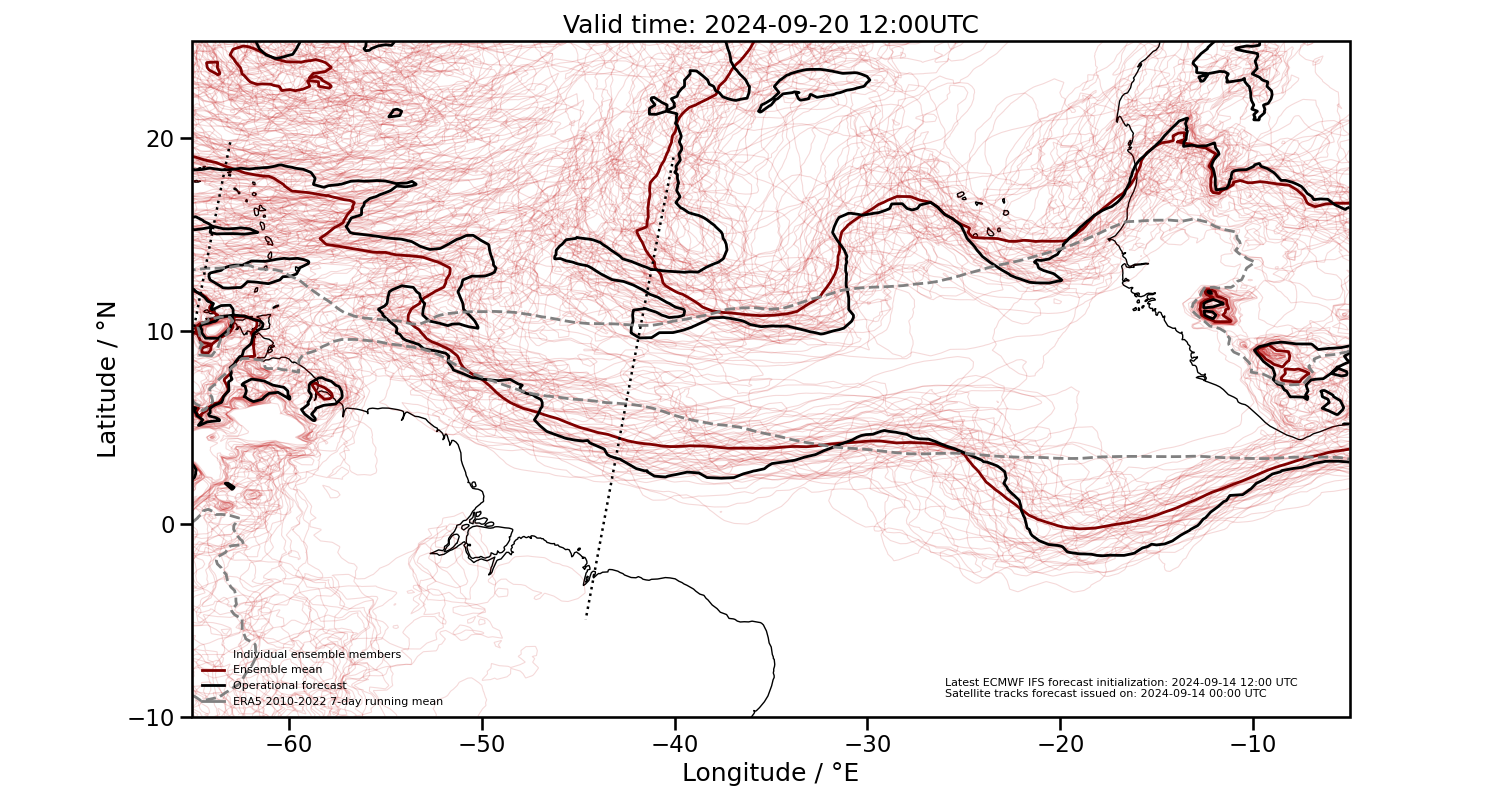 Valid time: 2024-09-20 12:00UTC
Latitude / °N
20
10
0
−10
Individual ensemble members
Ensemble mean
Operational forecast
ERA5 2010-2022 7-day running mean
Latest ECMWF IFS forecast initialization: 2024-09-14 12:00 UTC
Satellite tracks forecast issued on: 2024-09-14 00:00 UTC
−60
−50
−40
−30
−20
−10
Longitude / °E